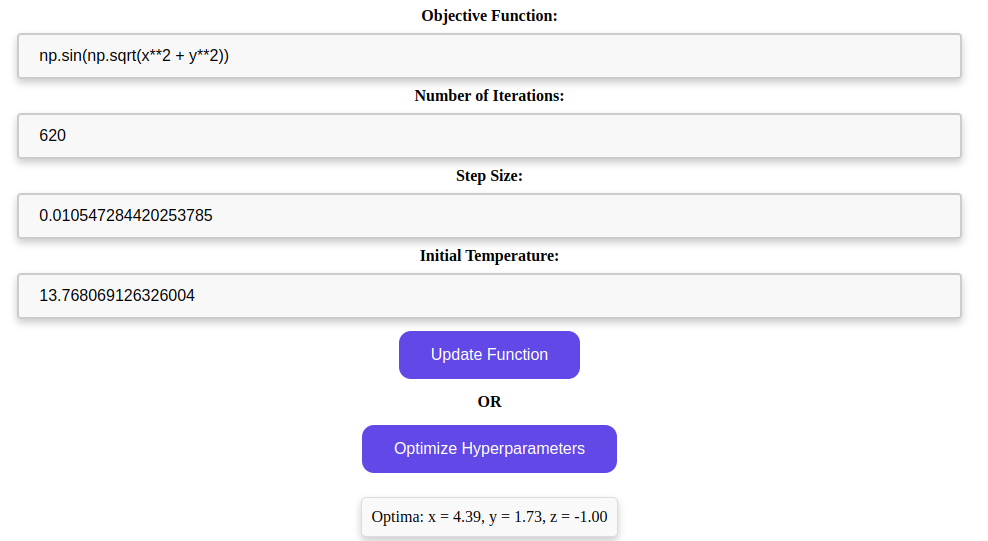 Objective Function:
np.sin(np.sqrt(x**2 + y**2))
Number of Iterations:
620
Step Size:
0.010547284420253785
Initial Temperature:
13.768069126326004
Update Function
OR
Optimize Hyperparameters
Optima: x = 4.39, y = 1.73, z = -1.00